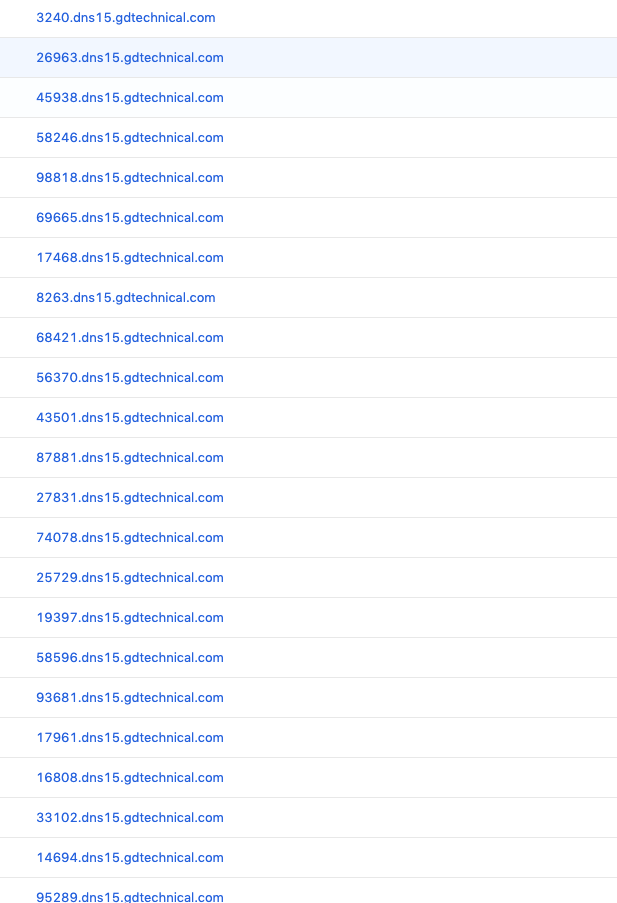 3240.dns15.gdtechnical.com
26963.dns15.gdtechnical.com
45938.dns15.gdtechnical.com
58246.dns15.gdtechnical.com
98818.dns15.gdtechnical.com
69665.dns15.gdtechnical.com
17468.dns15.gdtechnical.com
8263.dns15.gdtechnical.com
68421.dns15.gdtechnical.com
56370.dns15.gdtechnical.com
43501.dns15.gdtechnical.com
87881.dns15.gdtechnical.com
27831.dns15.gdtechnical.com
74078.dns15.gdtechnical.com
25729.dns15.gdtechnical.com
19397.dns15.gdtechnical.com
58596.dns15.gdtechnical.com
93681.dns15.gdtechnical.com
17961.dns15.gdtechnical.com
16808.dns15.gdtechnical.com
33102.dns15.gdtechnical.com
14694.dns15.gdtechnical.com
95289.dns15.gdtechnical.com